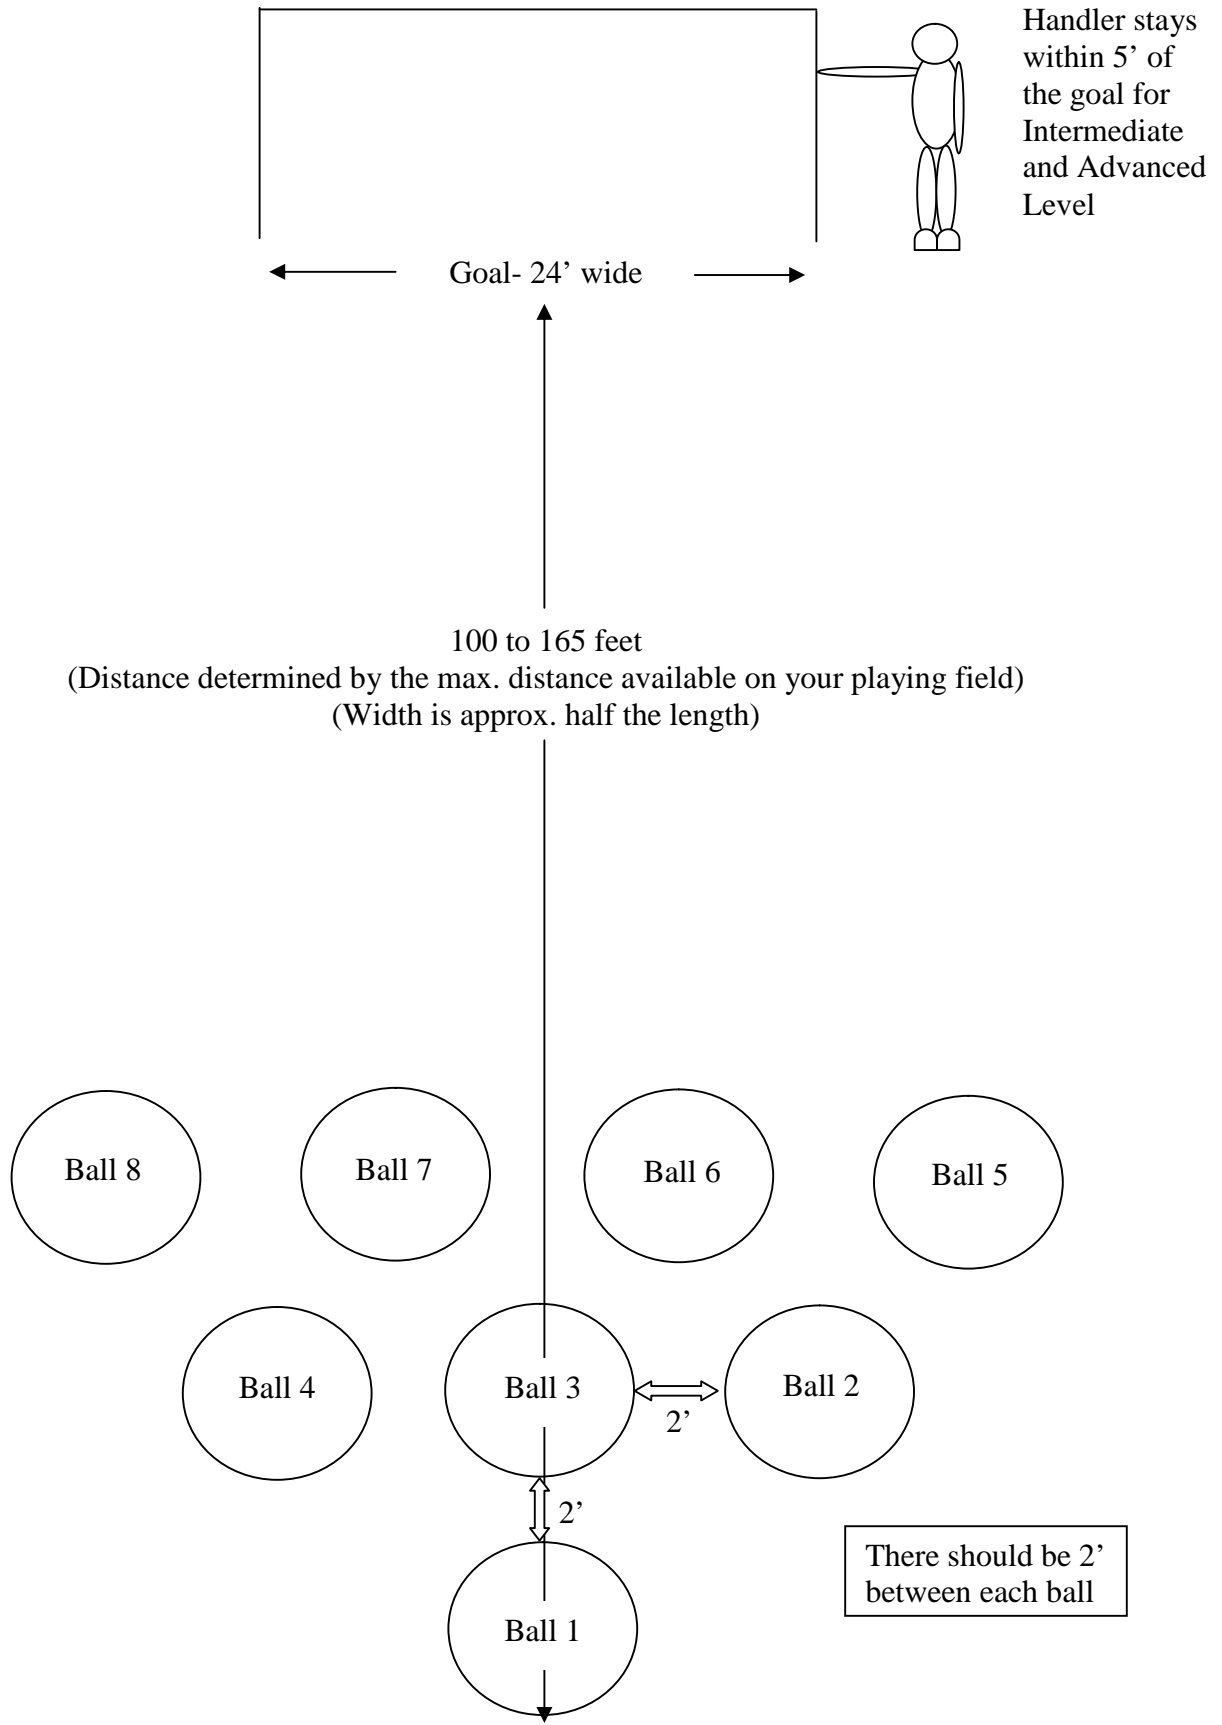 Handler stays
within 5’ of
the goal for
Intermediate
and Advanced
Level
Goal- 24’ wide
100 to 165 feet
(Distance determined by the max. distance available on your playing field)
(Width is approx. half the length)
Ball 8
Ball 7
Ball 6
Ball 5
Ball 4
Ball 3
Ball 2
2’
2’
There should be 2’
between each ball
Ball 1